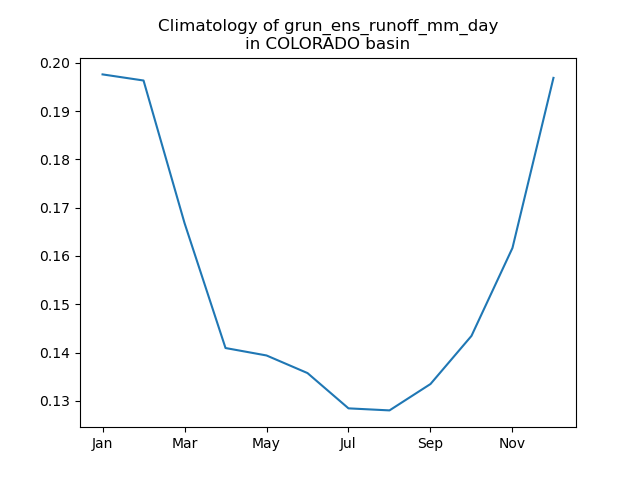 Climatology of grun_ens_runoff_mm_day
in COLORADO basin
0.20
0.19
0.18
0.17
0.16
0.15
0.14
0.13
Jan Mar May Jul Sep Nov